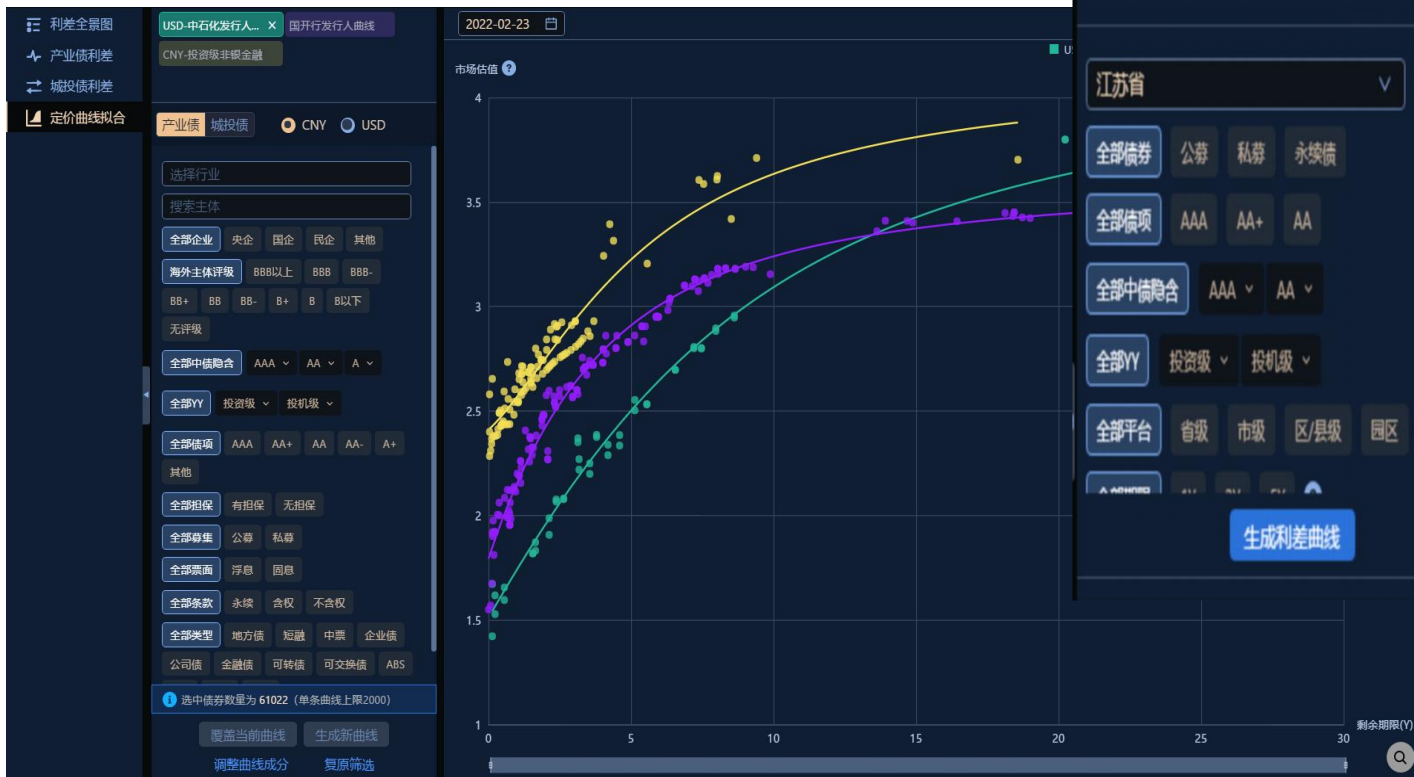 利差全景图
产业债利差
城投债利差
定价曲线拟合
USD-中石化发行人... ×
国开行发行人曲线
CNY-投资级非银金融
产业债 城投债 CNY USD
选择行业
搜索主体
全部企业 央企 国企 民企 其他
海外主体评级 BBB以上 BBB BBB-
BB+ BB BB- B+ B B以下
无评级
全部中债隐含 AAA AA A
全部YY 投资级 投机级
全部债项 AAA AA+ AA AA- A+
其他
全部担保 有担保 无担保
全部募集 公募 私募
全部票面 浮息 固息
全部条款 永续 含权 不含权
全部类型 地方债 短融 中票 企业债
公司债 金融债 可转债 可交换债 ABS
选中债券数量为 61022（单条曲线上限2000）
覆盖当前曲线 生成新曲线
调整曲线成分 复原筛选
2022-02-23
市场估值 ?
4
3.5
3
2.5
2
1.5
1
0 5 10 15 20 25 30
剩余期限(Y)
江苏省
全部债券 公募 私募 永续债
全部债项 AAA AA+ AA
全部中债隐含 AAA AA
全部YY 投资级 投机级
全部平台 省级 市级 区/县级 园区
生成利差曲线